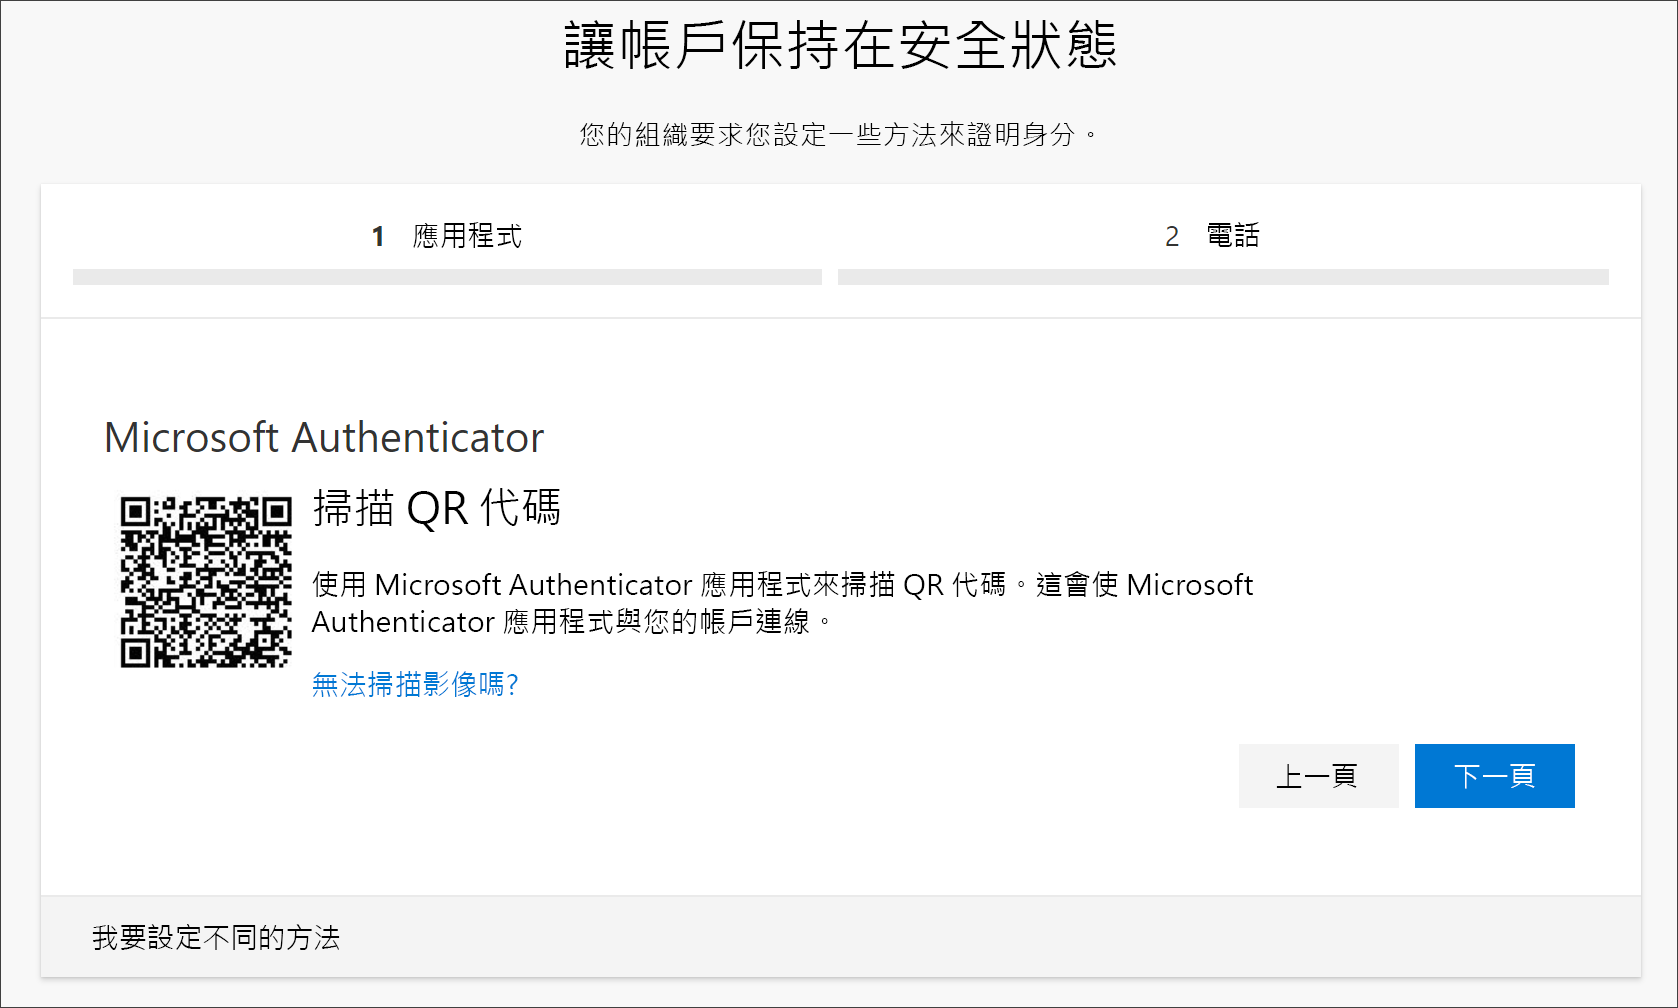 讓帳戶保持在安全狀態
您的組織要求您設定一些方法來證明身分。
1 應用程式
2 電話
Microsoft Authenticator
掃描 QR 代碼
使用 Microsoft Authenticator 應用程式來掃描 QR 代碼。這會使 Microsoft
Authenticator 應用程式與您的帳戶連線。
無法掃描影像嗎?
上一頁
下一頁
我要設定不同的方法